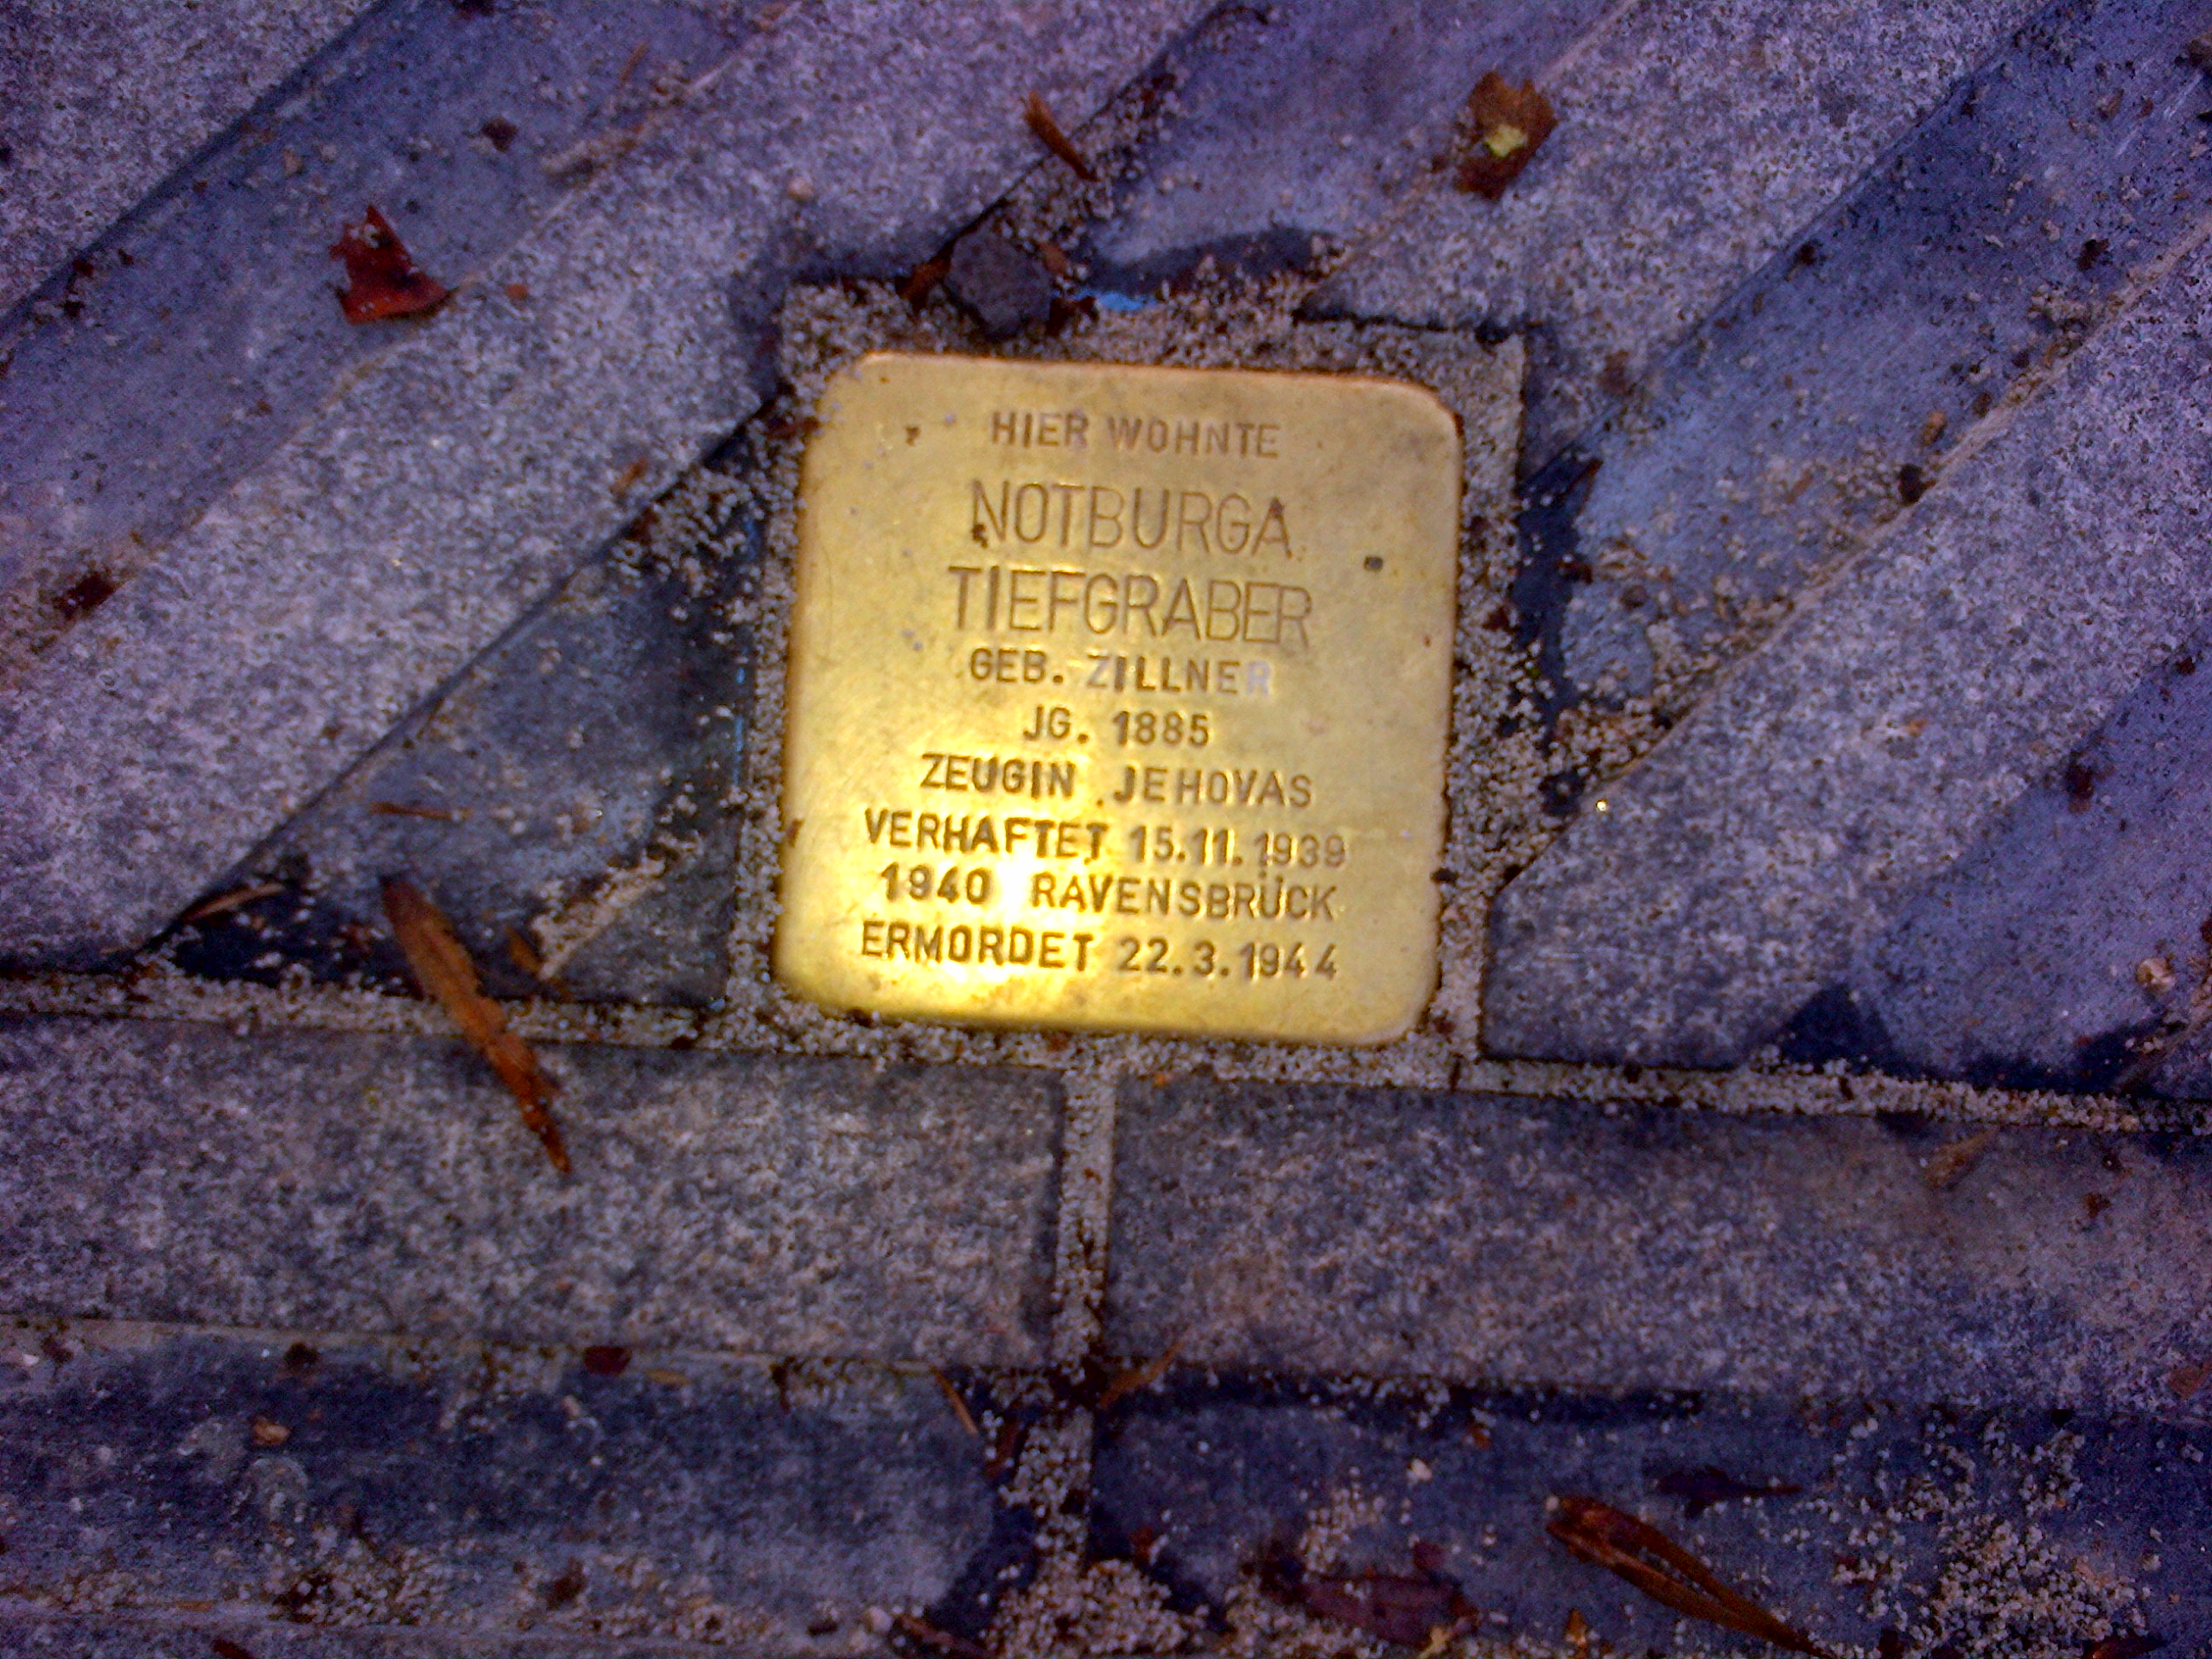 HIER WOHNTE
NOTBURGA
TIEFGRABER
GEB. ZILLNER
JG. 1885
ZEUGIN JEHOVAS
VERHAFTET 15.11.1939
1940 RAVENSBRÜCK
ERMORDET 22.3.1944